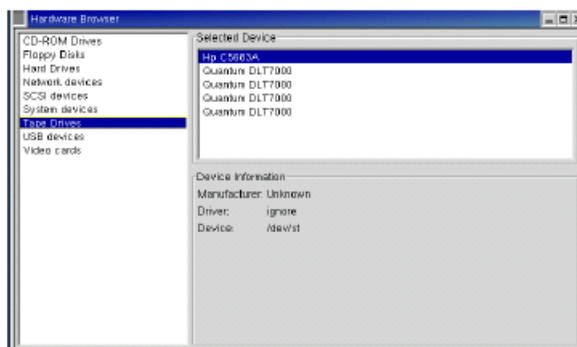 Hardware Browser
CD-ROM Drives
Floppy Disks
Hard Drives
Network devices
SCSI devices
System devices
Tape Drives
USB devices
Video cards
Selected Device
Hp C5683A
Quantum DLT7000
Quantum DLT7000
Quantum DLT7000
Quantum DLT7000
Device Information
Manufacturer: Unknown
Driver: ignore
Device: /dev/st